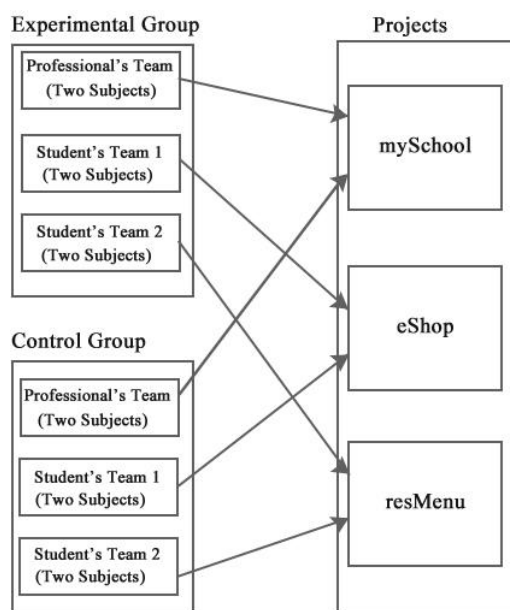 Experimental Group
Professional's Team
(Two Subjects)
Student's Team 1
(Two Subjects)
Student's Team 2
(Two Subjects)
Control Group
Professional's Team
(Two Subjects)
Student's Team 1
(Two Subjects)
Student's Team 2
(Two Subjects)
Projects
mySchool
eShop
resMenu